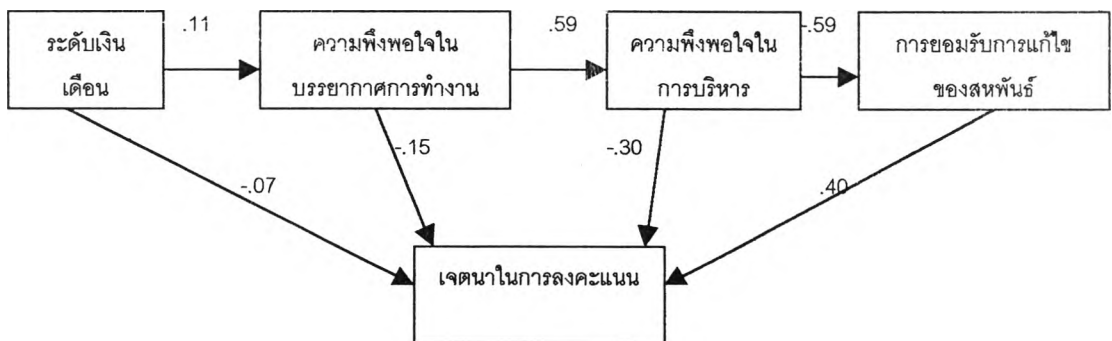 ระดับเงิน
เดือน
.11
ความพึงพอใจใน
บรรยากาศการทำงาน
.59
ความพึงพอใจใน
การบริหาร
-.59
การยอมรับการแก้ไข
ของสหพันธ์
-.07
-.15
-.30
.40
เจตนาในการลงคะแนน